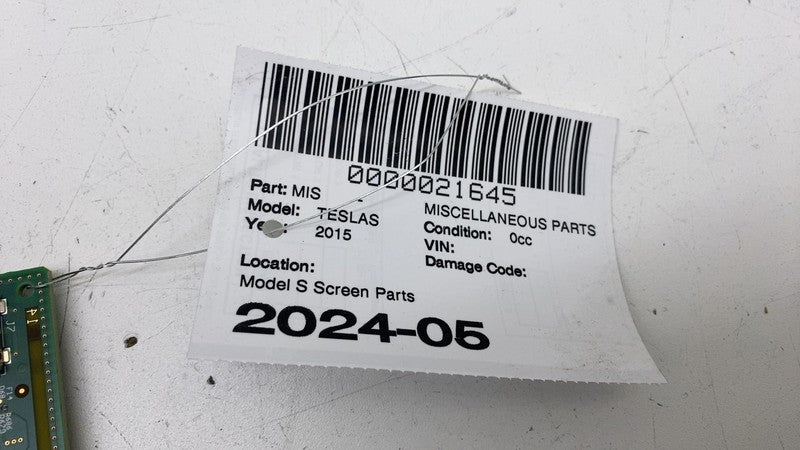 0000021645
Part: MIS - MISCELLANEOUS PARTS
Model: TESLAS Condition: 0cc
2015 VIN:
Damage Code:
Location:
Model S Screen Parts
2024-05
J7